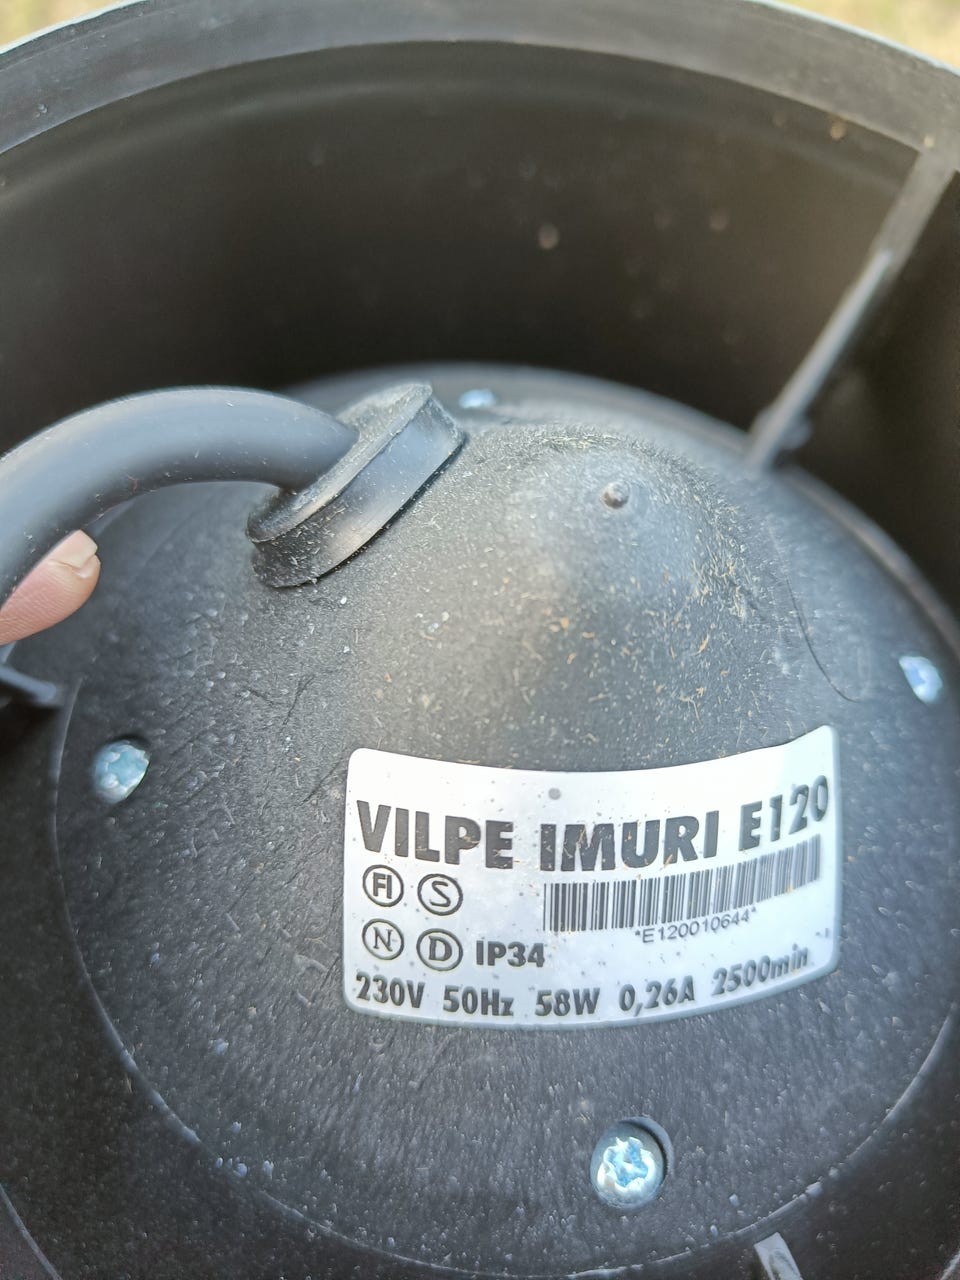 VILPE IMURI E120
FI S
*E120010644*
N D IP34
230V 50Hz 58W 0,26A 2500min